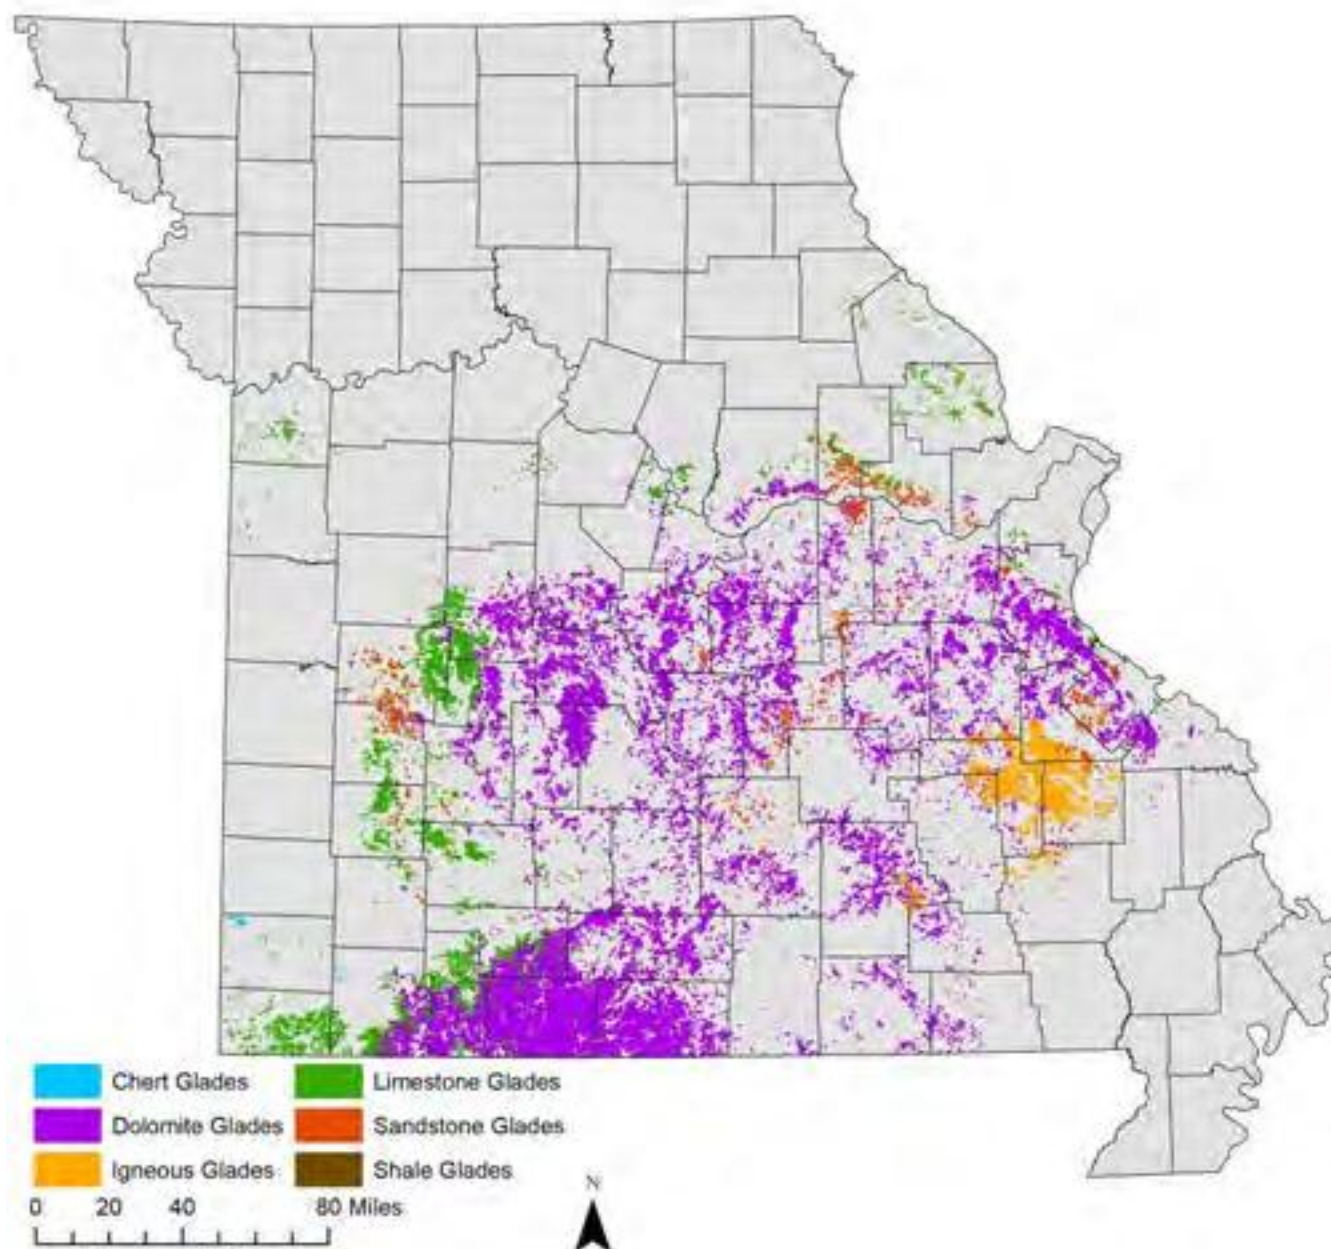 Chert Glades
Limestone Glades
Dolomite Glades
Sandstone Glades
Igneous Glades
Shale Glades
0 20 40 80 Miles
N